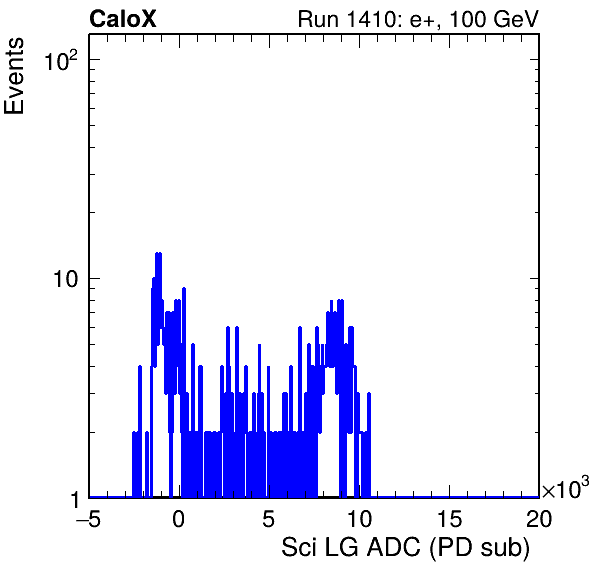 CaloX Run 1410: e+, 100 GeV
Events
10²
10
1
−5 0 5 10 15 20 ×10³
Sci LG ADC (PD sub)